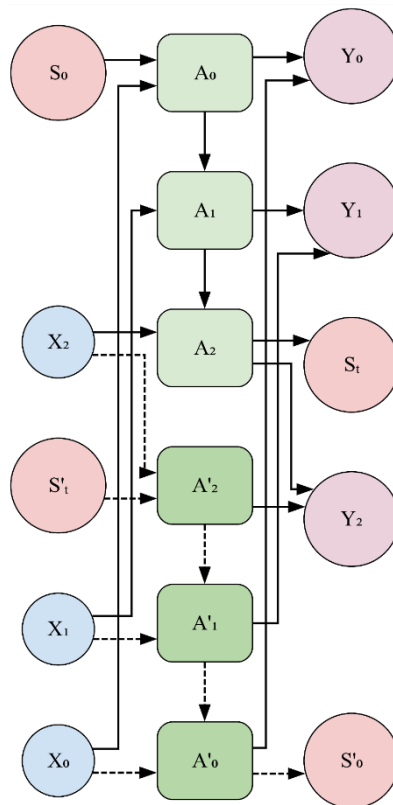 S₀
A₀
Y₀
A₁
Y₁
X₂
A₂
Sₜ
S'ₜ
A'₂
Y₂
X₁
A'₁
X₀
A'₀
S'₀